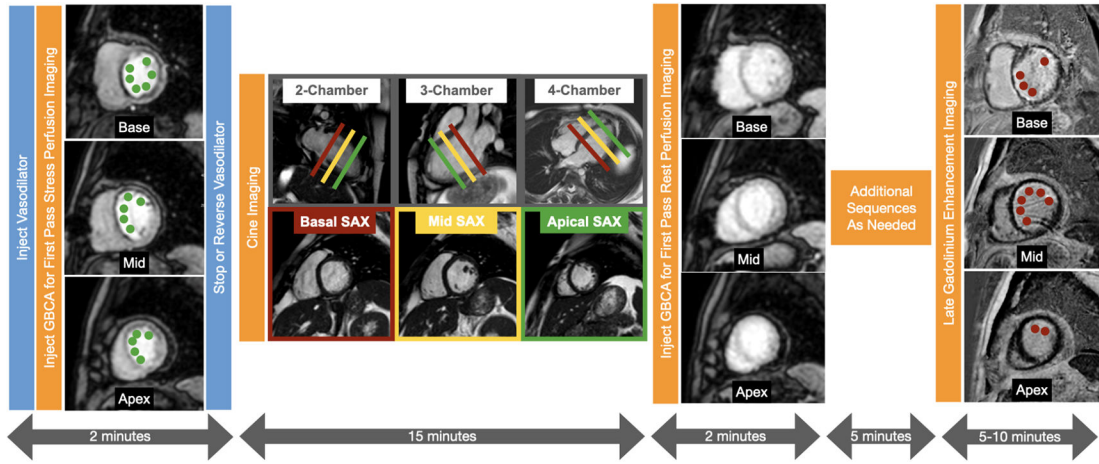 Inject Vasodilator
Inject GBCA for First Pass Stress Perfusion Imaging
Base
Mid
Apex
Stop or Reverse Vasodilator
Cine Imaging
2-Chamber
3-Chamber
4-Chamber
Basal SAX
Mid SAX
Apical SAX
Inject GBCA for First Pass Rest Perfusion Imaging
Base
Mid
Apex
Additional
Sequences
As Needed
Late Gadolinium Enhancement Imaging
Base
Mid
Apex
2 minutes
15 minutes
2 minutes
5 minutes
5-10 minutes